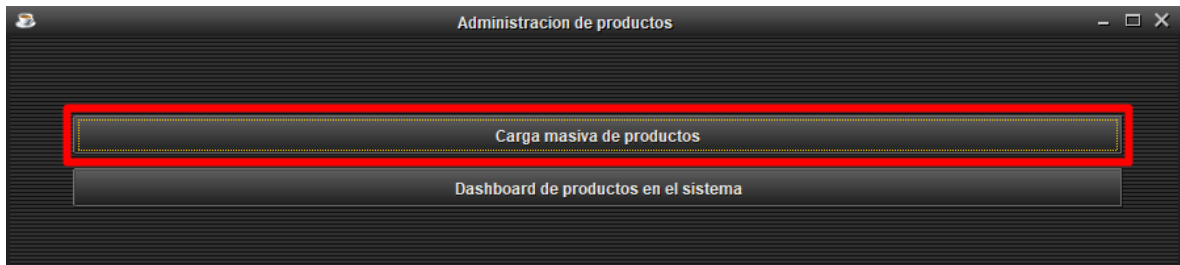 Administracion de productos
Carga masiva de productos
Dashboard de productos en el sistema